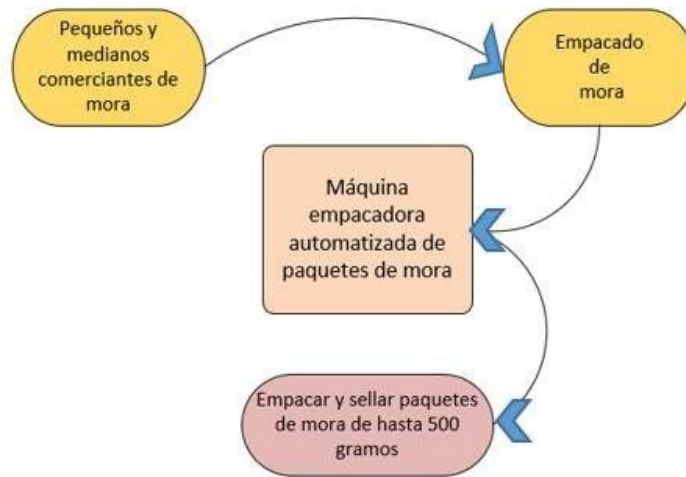 Pequeños y
medianos
comerciantes de
mora
Empacado
de
mora
Máquina
empacadora
automatizada de
paquetes de mora
Empacar y sellar paquetes
de mora de hasta 500
gramos